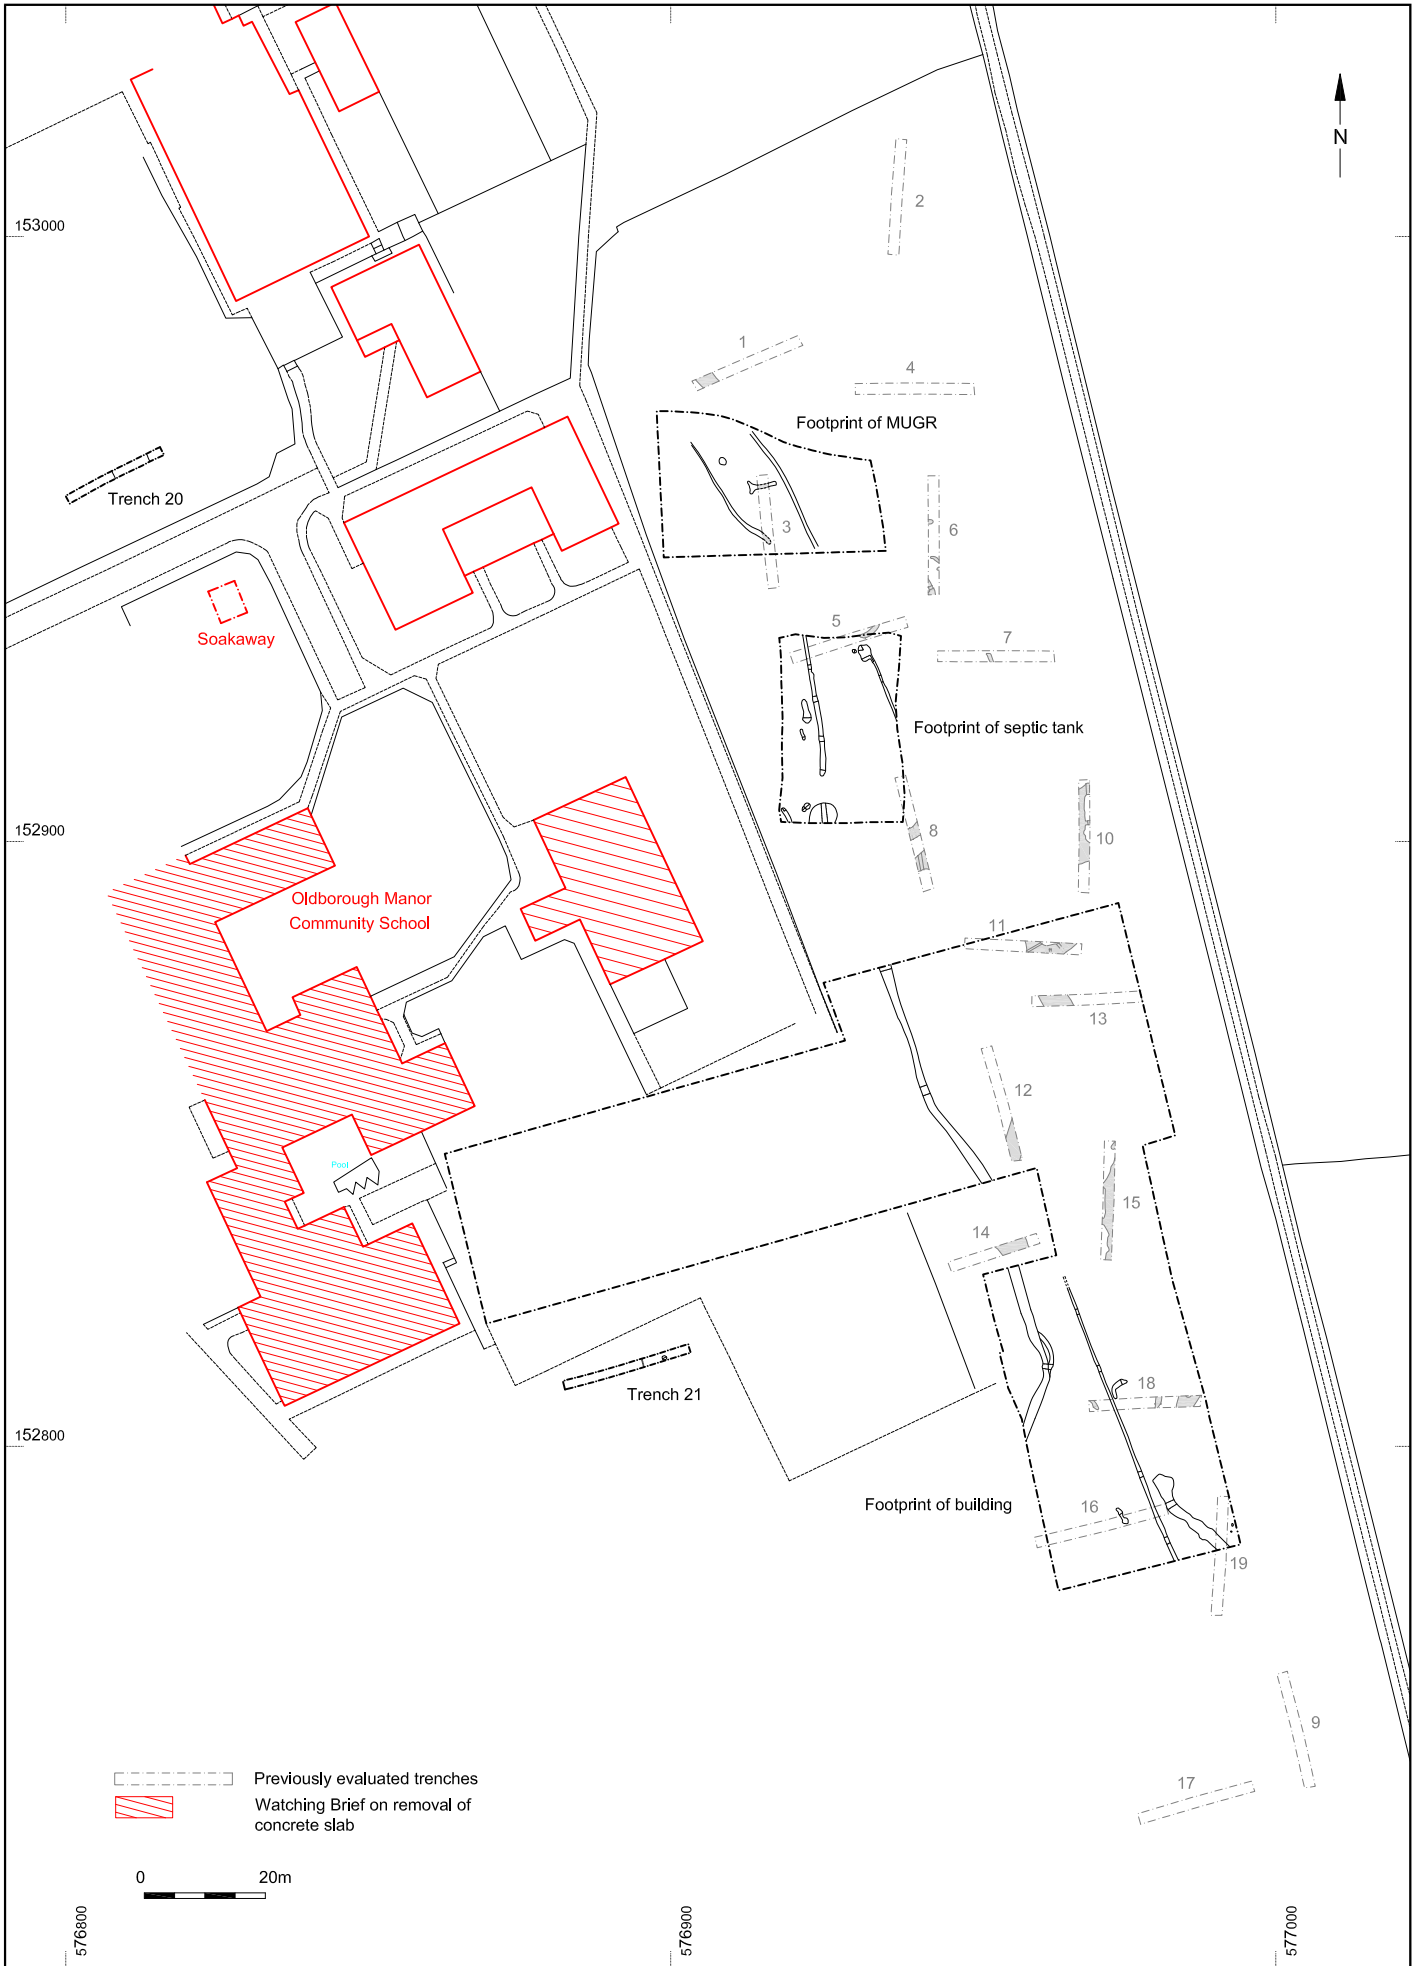 N
2
153000
1
4
Footprint of MUGR
Trench 20
3
6
Soakaway
5
7
Footprint of septic tank
152900
8
10
Oldborough Manor
Community School
11
13
12
Pool
15
14
Trench 21
18
152800
Footprint of building
16
19
9
17
Previously evaluated trenches
Watching Brief on removal of
concrete slab
0 20m
576800
576900
577000